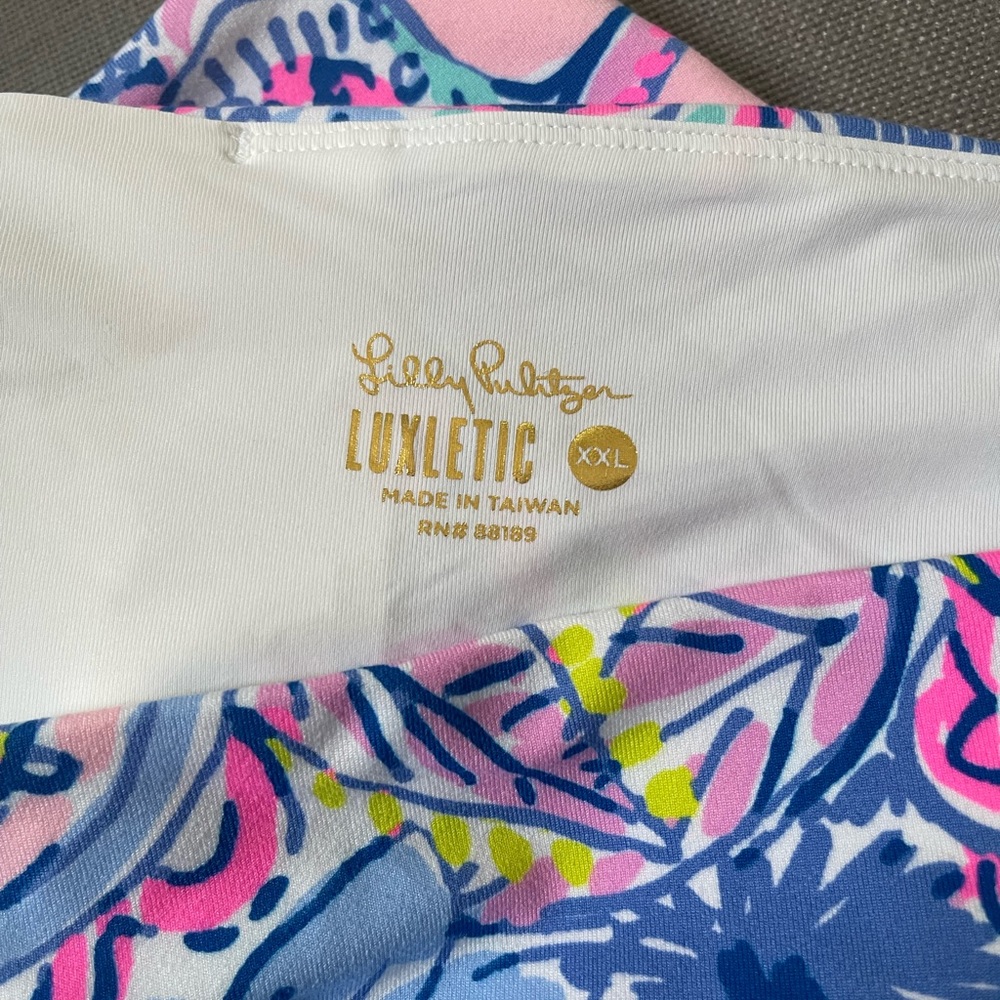 Lilly Pulitzer
LUXLETIC XXL
MADE IN TAIWAN
RN# 88189